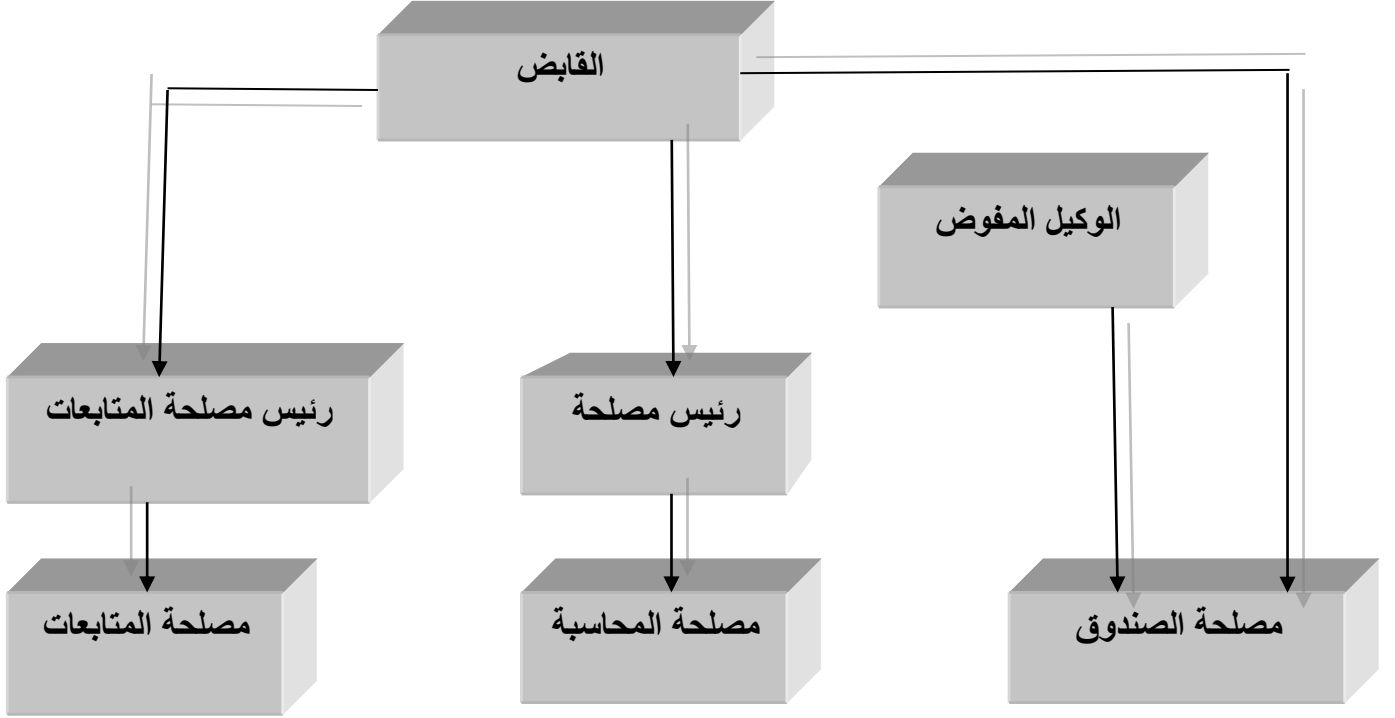 القابض
الوكيل المفوض
رئيس مصلحة
رئيس مصلحة المتابعات
مصلحة الصندوق
مصلحة المحاسبة
مصلحة المتابعات